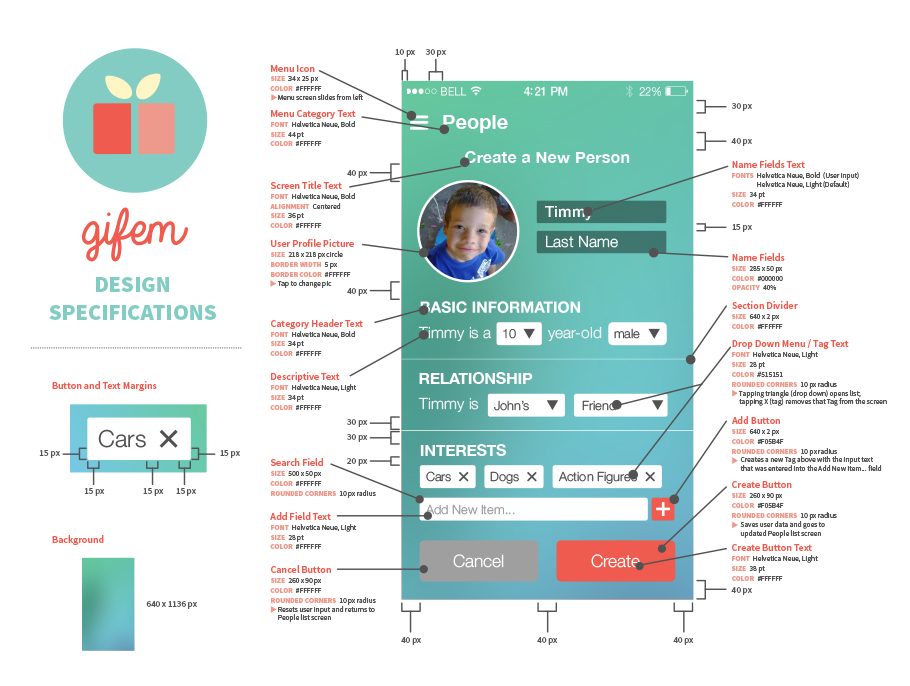 gifem
DESIGN
SPECIFICATIONS
Button and Text Margins
Cars
15 px
15 px
15 px
15 px
15 px
Background
640 x 1136 px
Menu Icon
SIZE 34 x 25 px
COLOR #FFFFFF
Menu screen slides from left
Menu Category Text
FONT Helvetica Neue, Bold
SIZE 44 pt
COLOR #FFFFFF
40 px
Screen Title Text
FONT Helvetica Neue, Bold
ALIGNMENT Centered
SIZE 36 pt
COLOR #FFFFFF
User Profile Picture
SIZE 218 x 218 px circle
BORDER WIDTH 5 px
BORDER COLOR #FFFFFF
Tap to change pic
40 px
Category Header Text
FONT Helvetica Neue, Bold
SIZE 34 pt
COLOR #FFFFFF
Descriptive Text
FONT Helvetica Neue, Light
SIZE 34 pt
COLOR #FFFFFF
30 px
30 px
20 px
Search Field
SIZE 500 x 50 px
COLOR #FFFFFF
ROUNDED CORNERS 10 px radius
Add Field Text
FONT Helvetica Neue, Light
SIZE 28 pt
COLOR #FFFFFF
Cancel Button
SIZE 260 x 90 px
COLOR #FFFFFF
ROUNDED CORNERS 10 px radius
Resets user input and returns to
People list screen
10 px 30 px
BELL 4:21 PM 22%
People
Create a New Person
Timmy
Last Name
BASIC INFORMATION
Timmy is a 10 year-old male
RELATIONSHIP
Timmy is John's Friend
INTERESTS
Cars Dogs Action Figures
Add New Item...
Cancel Create
40 px 40 px 40 px
30 px
40 px
Name Fields Text
FONTS Helvetica Neue, Bold (User Input)
Helvetica Neue, Light (Default)
SIZE 34 pt
COLOR #FFFFFF
15 px
Name Fields
SIZE 285 x 50 px
COLOR #000000
OPACITY 40%
Section Divider
SIZE 640 x 2 px
COLOR #FFFFFF
Drop Down Menu / Tag Text
FONT Helvetica Neue, Light
SIZE 28 pt
COLOR #515151
ROUNDED CORNERS 10 px radius
Tapping triangle (drop down) opens list;
tapping X (tag) removes that Tag from the screen
Add Button
SIZE 640 x 2 px
COLOR #F05B4F
ROUNDED CORNERS 10 px radius
Creates a new Tag above with the input text
that was entered into the Add New Item... field
Create Button
SIZE 260 x 90 px
COLOR #F05B4F
ROUNDED CORNERS 10 px radius
Saves user data and goes to
updated People list screen
Create Button Text
FONT Helvetica Neue, Light
SIZE 38 pt
COLOR #FFFFFF
40 px